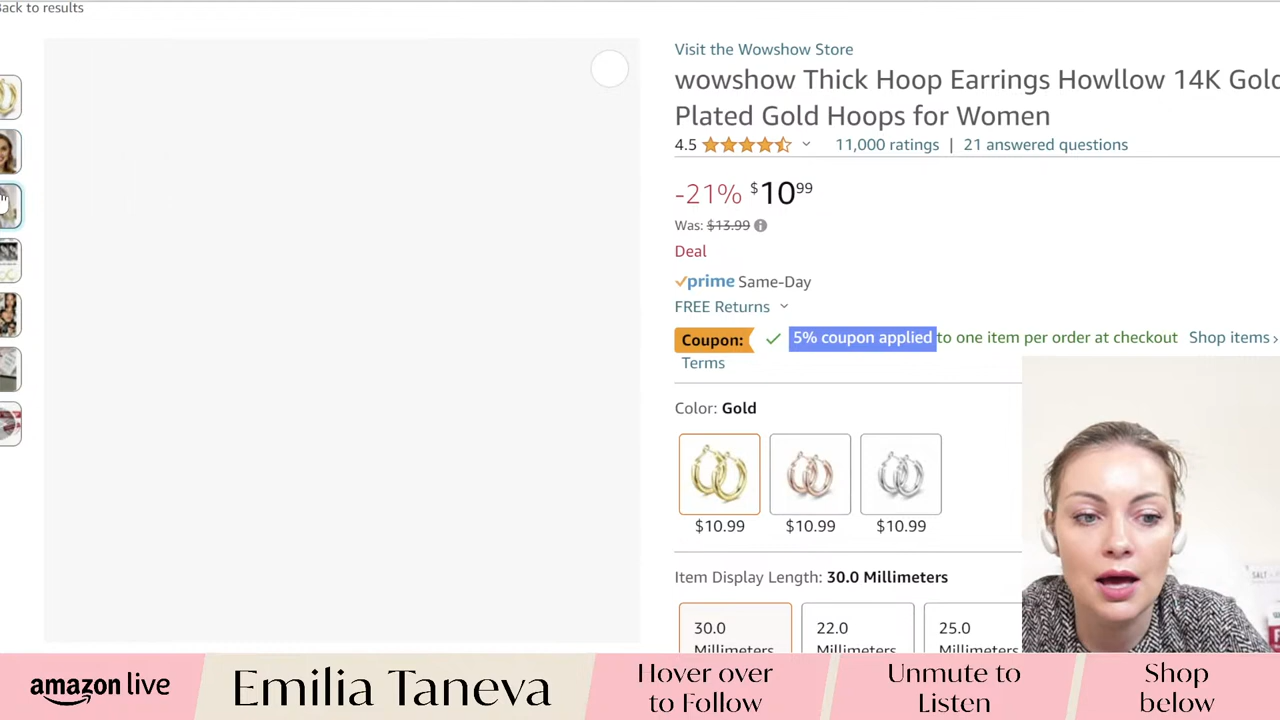 Back to results
Visit the Wowshow Store
wowshow Thick Hoop Earrings Howllow 14K Gold
Plated Gold Hoops for Women
4.5 11,000 ratings | 21 answered questions
-21% $10 99
Was: $13.99
Deal
prime Same-Day
FREE Returns
Coupon: 5% coupon applied to one item per order at checkout Shop items ›
Terms
Color: Gold
$10.99 $10.99 $10.99
Item Display Length: 30.0 Millimeters
30.0 22.0 25.0
Millimeters Millimeters Millimeters
SALT
amazon live
Emilia Taneva
Hover over
to Follow
Unmute to
Listen
Shop
below